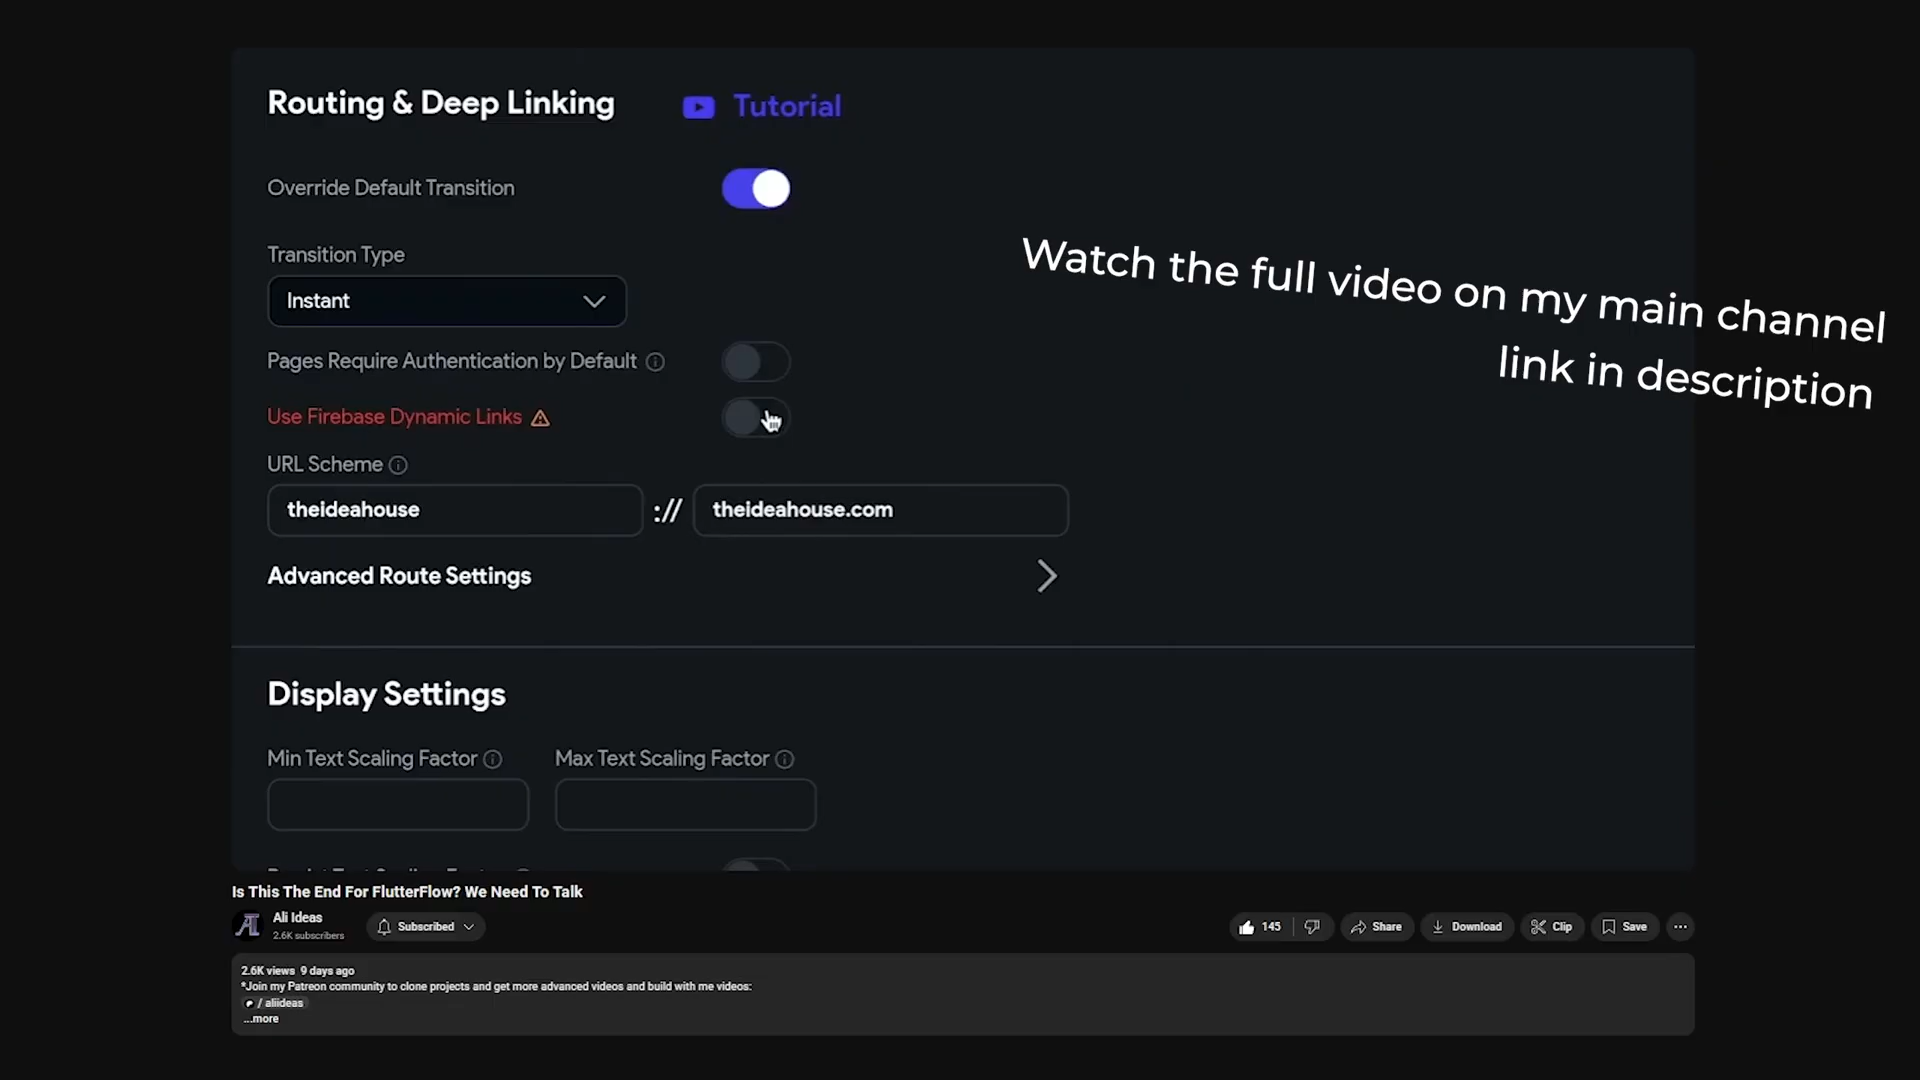 Routing & Deep Linking
Tutorial
Override Default Transition
Transition Type
Instant
Watch the full video on my main channel
link in description
Pages Require Authentication by Default
Use Firebase Dynamic Links
URL Scheme
theideahouse :// theideahouse.com
Advanced Route Settings
Display Settings
Min Text Scaling Factor Max Text Scaling Factor
Is This The End For FlutterFlow? We Need To Talk
Ali Ideas
2.6K subscribers
Subscribed
145 Share Download Clip Save
2.6K views 9 days ago
*Join my Patreon community to clone projects and get more advanced videos and build with me videos:
/ aliideas
...more